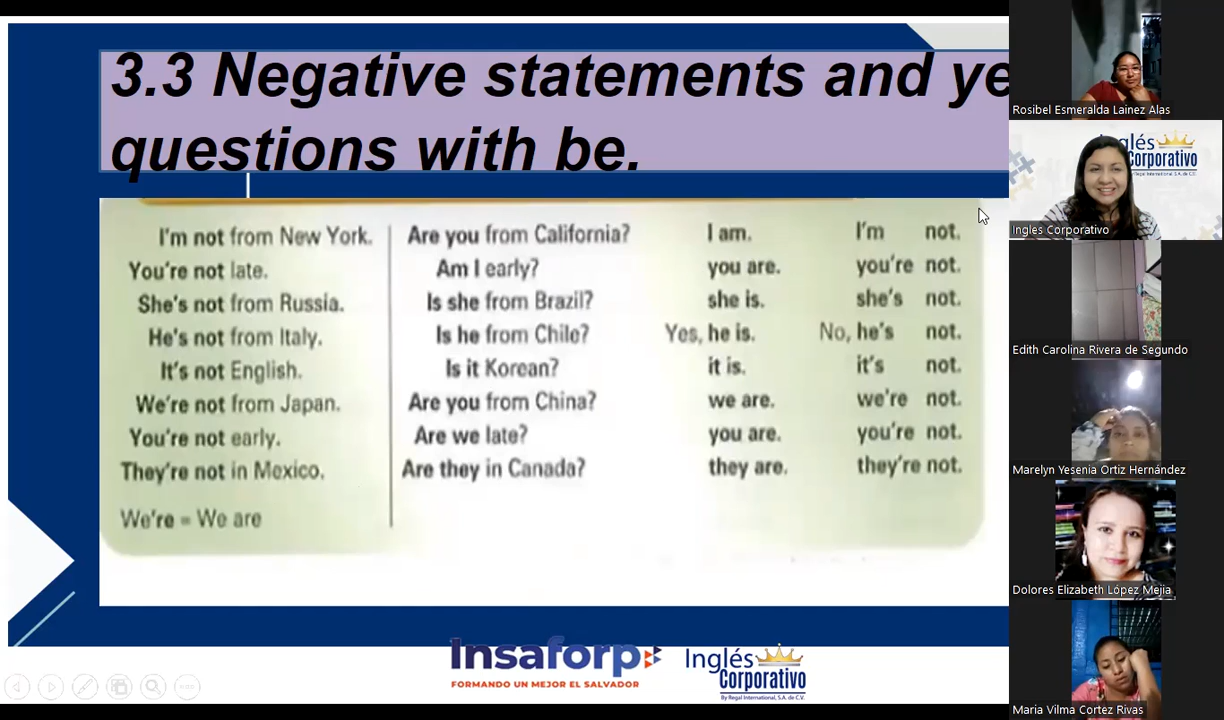 3.3 Negative statements and ye
questions with be.
I'm not from New York. Are you from California? I am. I'm not.
You're not late. Am I early? you are. you're not.
She's not from Russia. Is she from Brazil? she is. she's not.
He's not from Italy. Is he from Chile? Yes, he is. No, he's not.
It's not English. Is it Korean? it is. it's not.
We're not from Japan. Are you from China? we are. we're not.
You're not early. Are we late? you are. you're not.
They're not in Mexico. Are they in Canada? they are. they're not.
We're = We are
Insaforp
FORMANDO UN MEJOR EL SALVADOR
Inglés
Corporativo
By Regal International, S.A. de C.V.
Rosibel Esmeralda Lainez Alas
nglés
Corporativo
Ingles Corporativo
Edith Carolina Rivera de Segundo
Marelyn Yesenia Ortiz Hernández
Dolores Elizabeth López Mejia
Maria Vilma Cortez Rivas